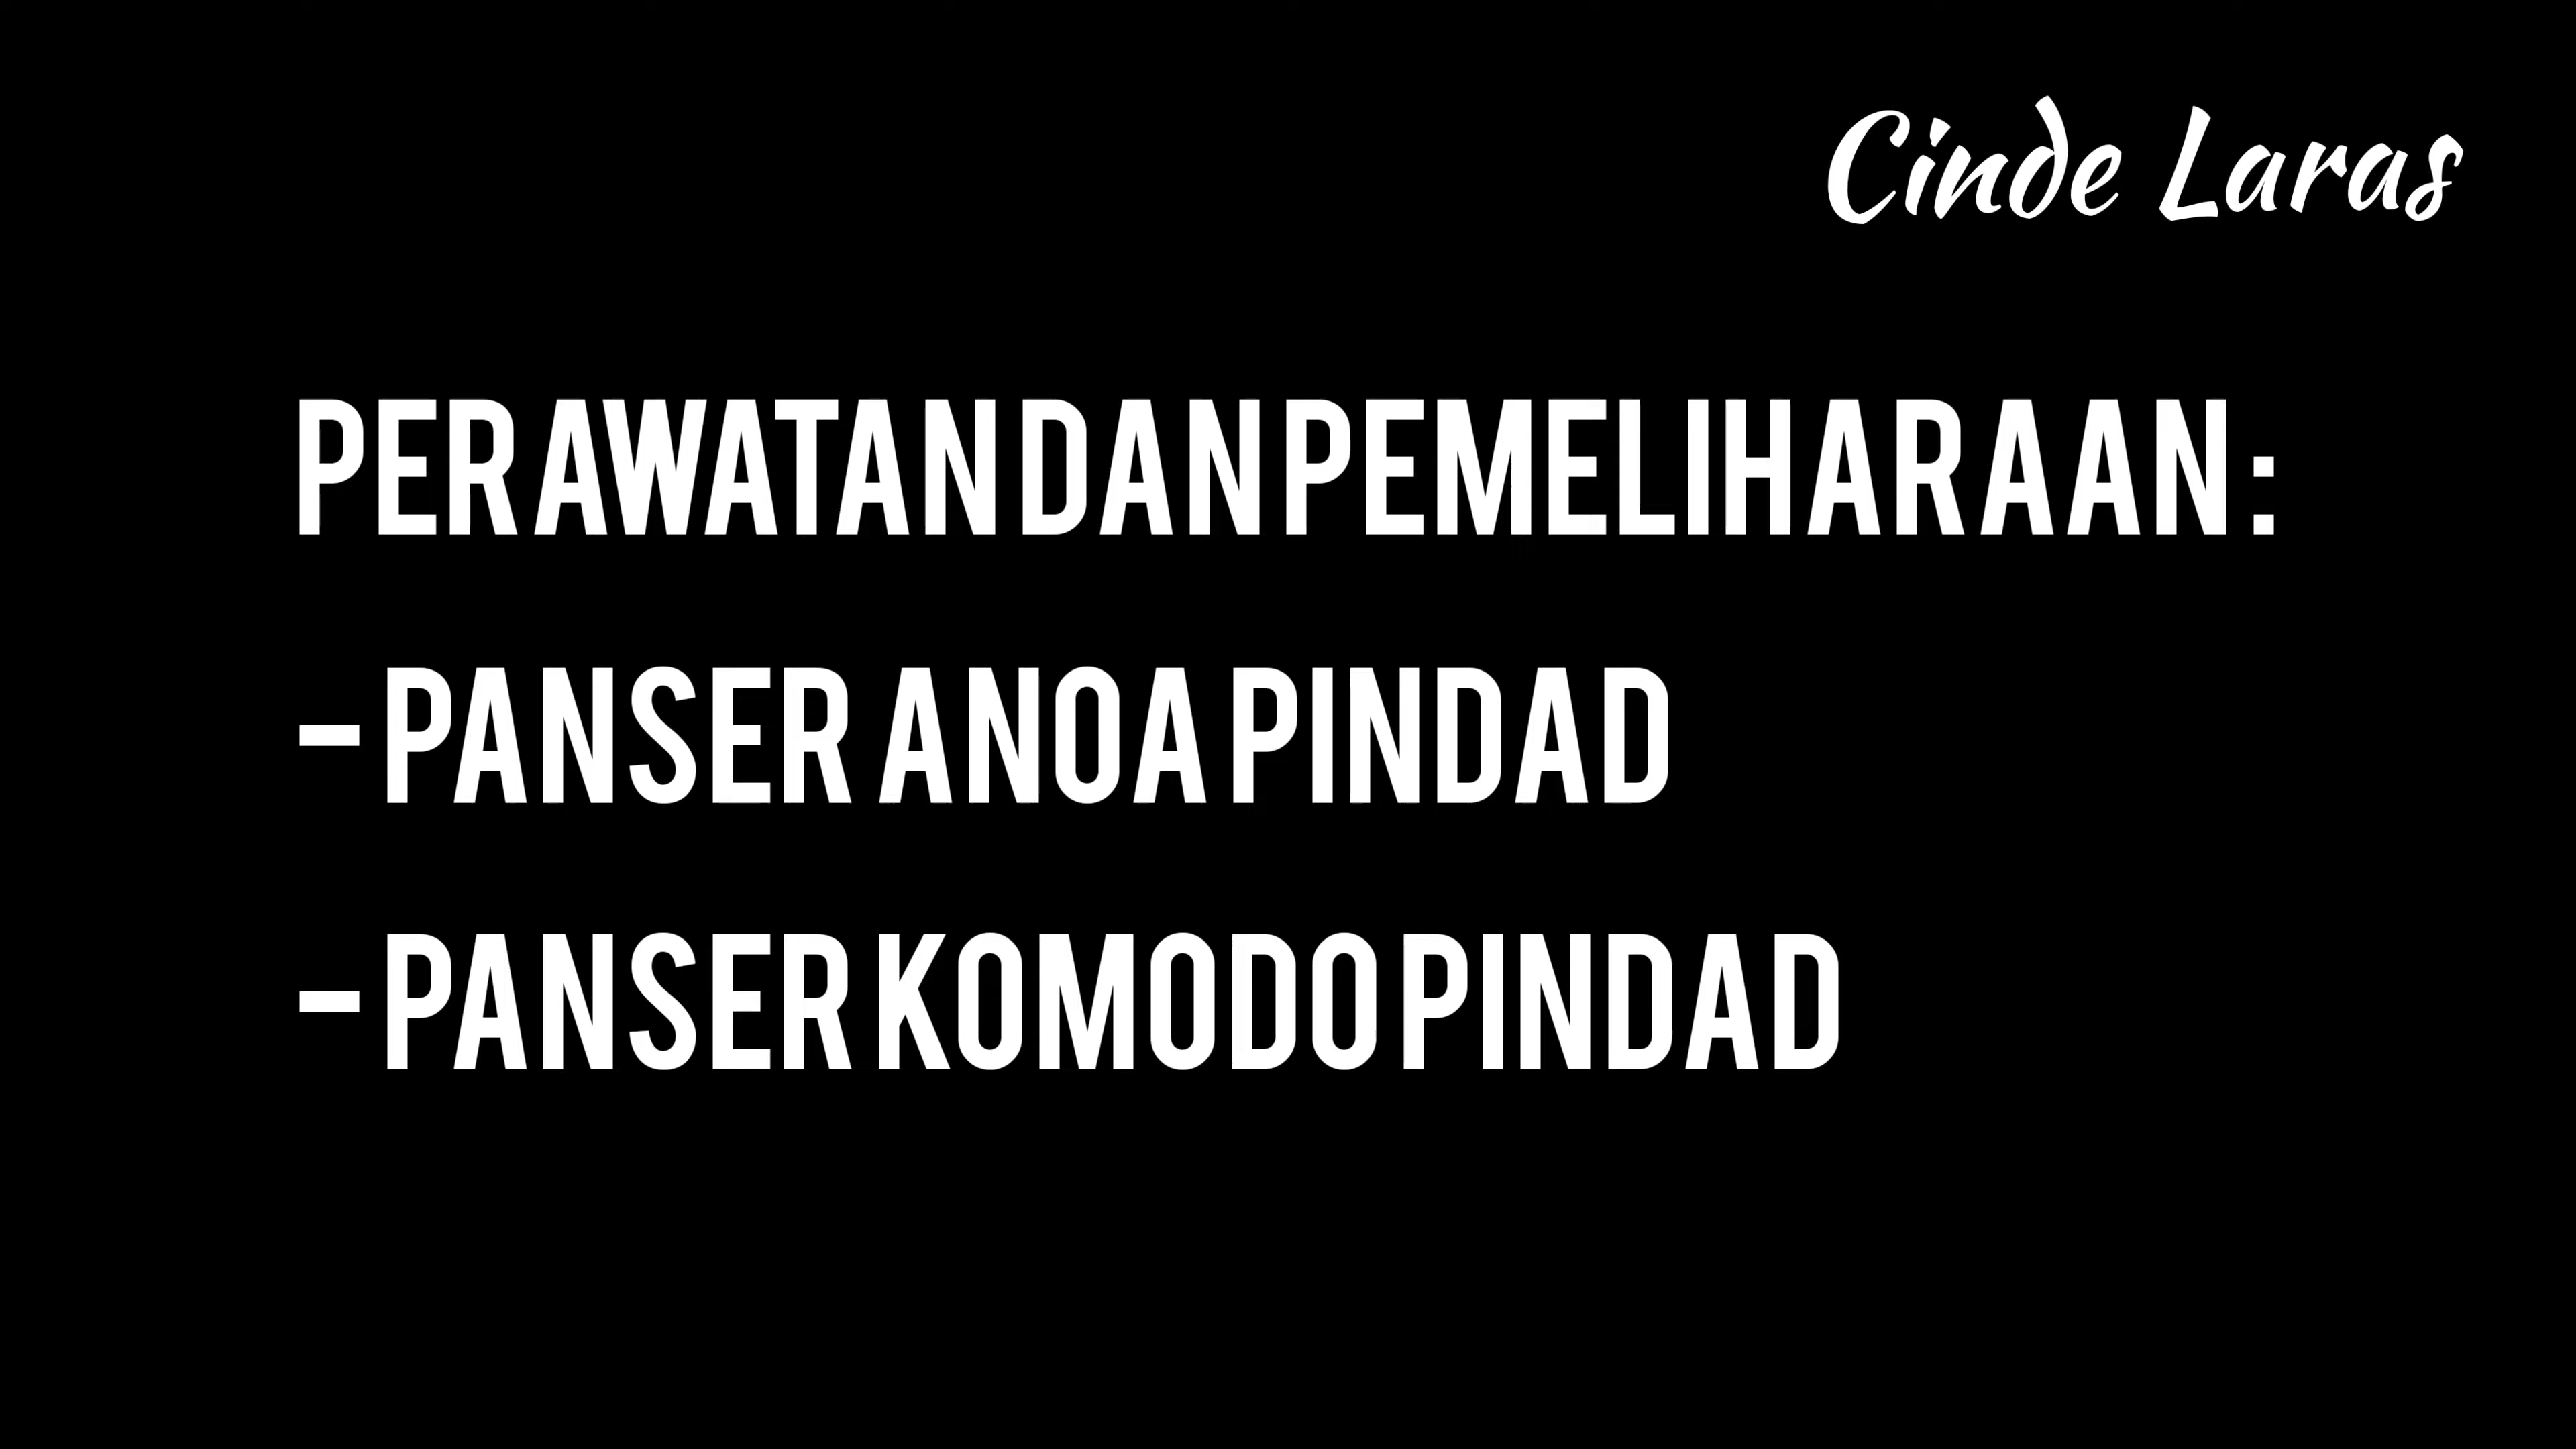 Cinde Laras
PERAWATAN DAN PEMELIHARAAN :
- PANSER ANOA PINDAD
- PANSER KOMODO PINDAD